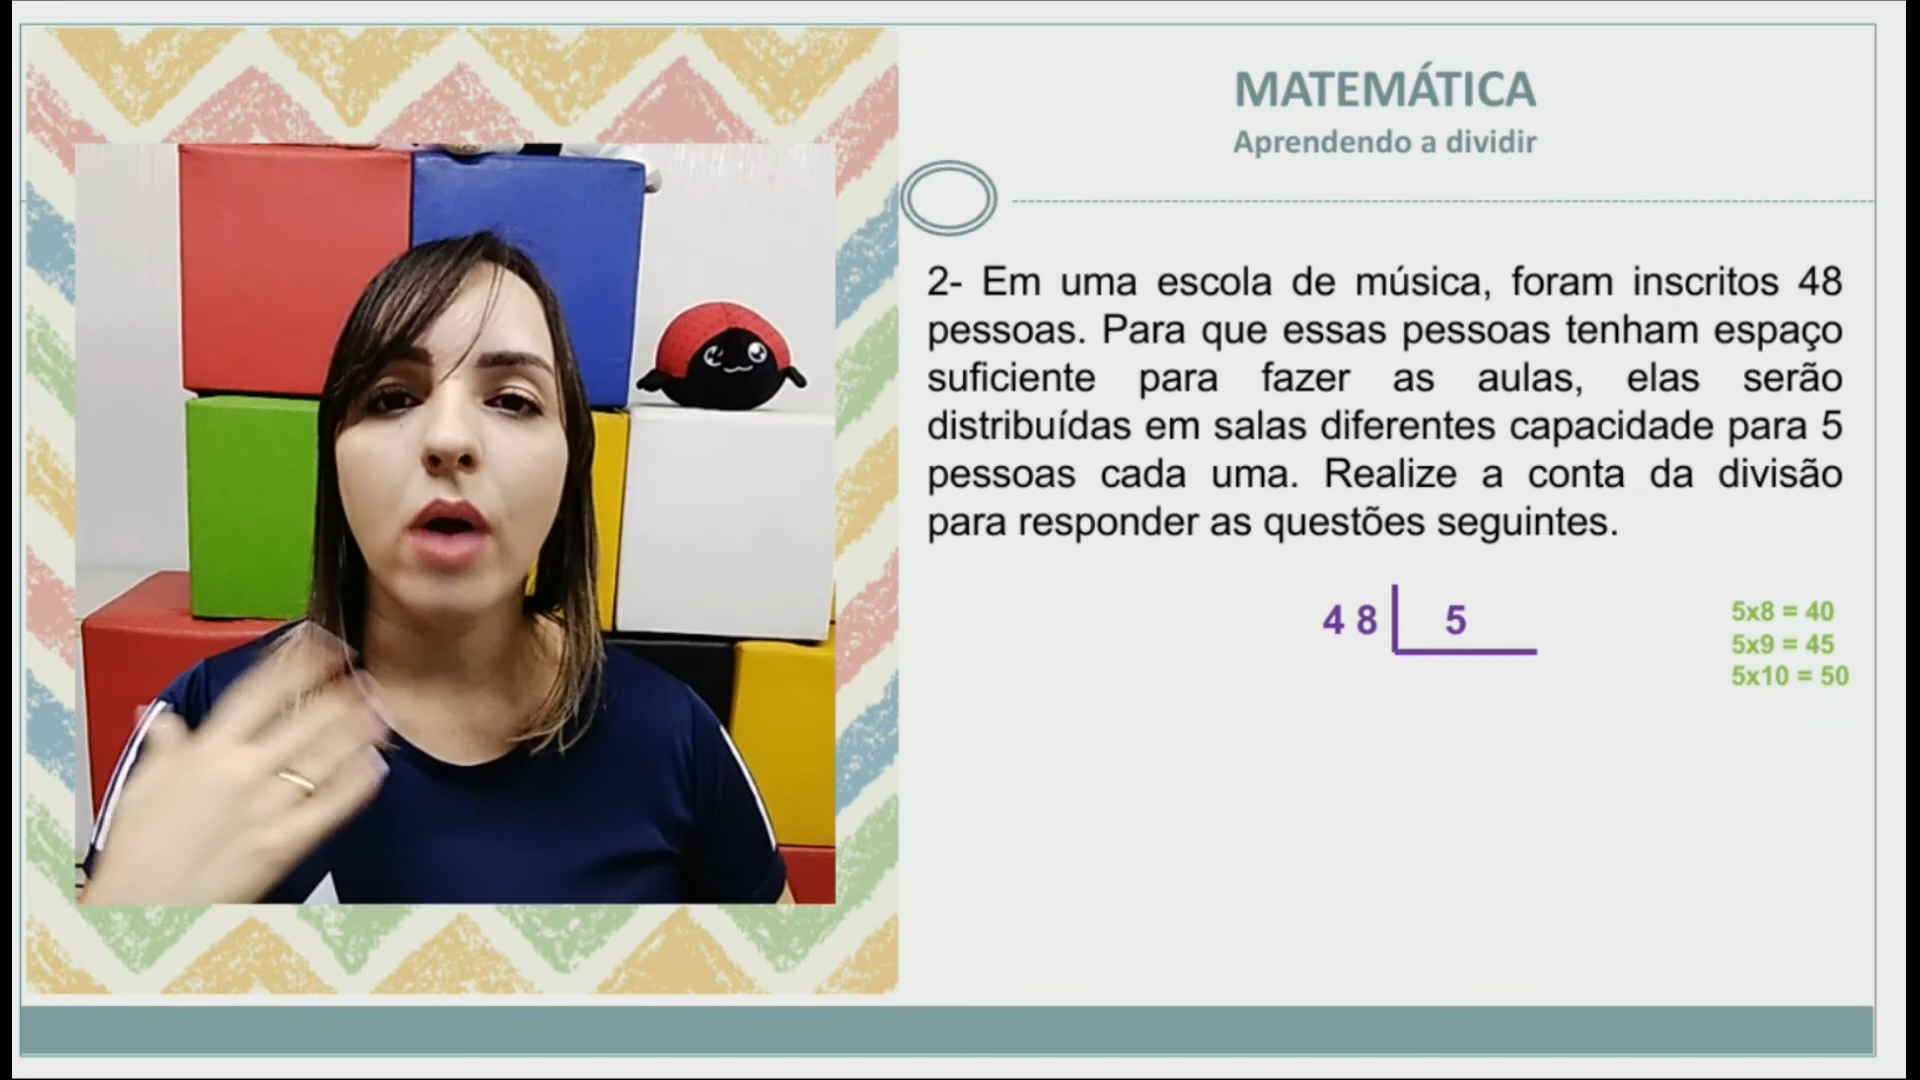 MATEMÁTICA
Aprendendo a dividir
2- Em uma escola de música, foram inscritos 48
pessoas. Para que essas pessoas tenham espaço
suficiente para fazer as aulas, elas serão
distribuídas em salas diferentes capacidade para 5
pessoas cada uma. Realize a conta da divisão
para responder as questões seguintes.
4 8 5
5x8 = 40
5x9 = 45
5x10 = 50